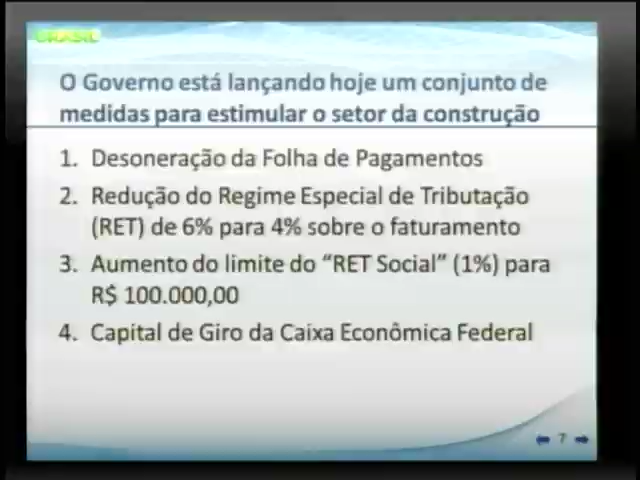 BRASIL
O Governo está lançando hoje um conjunto de
medidas para estimular o setor da construção
1. Desoneração da Folha de Pagamentos
2. Redução do Regime Especial de Tributação
(RET) de 6% para 4% sobre o faturamento
3. Aumento do limite do “RET Social” (1%) para
R$ 100.000,00
4. Capital de Giro da Caixa Econômica Federal
7